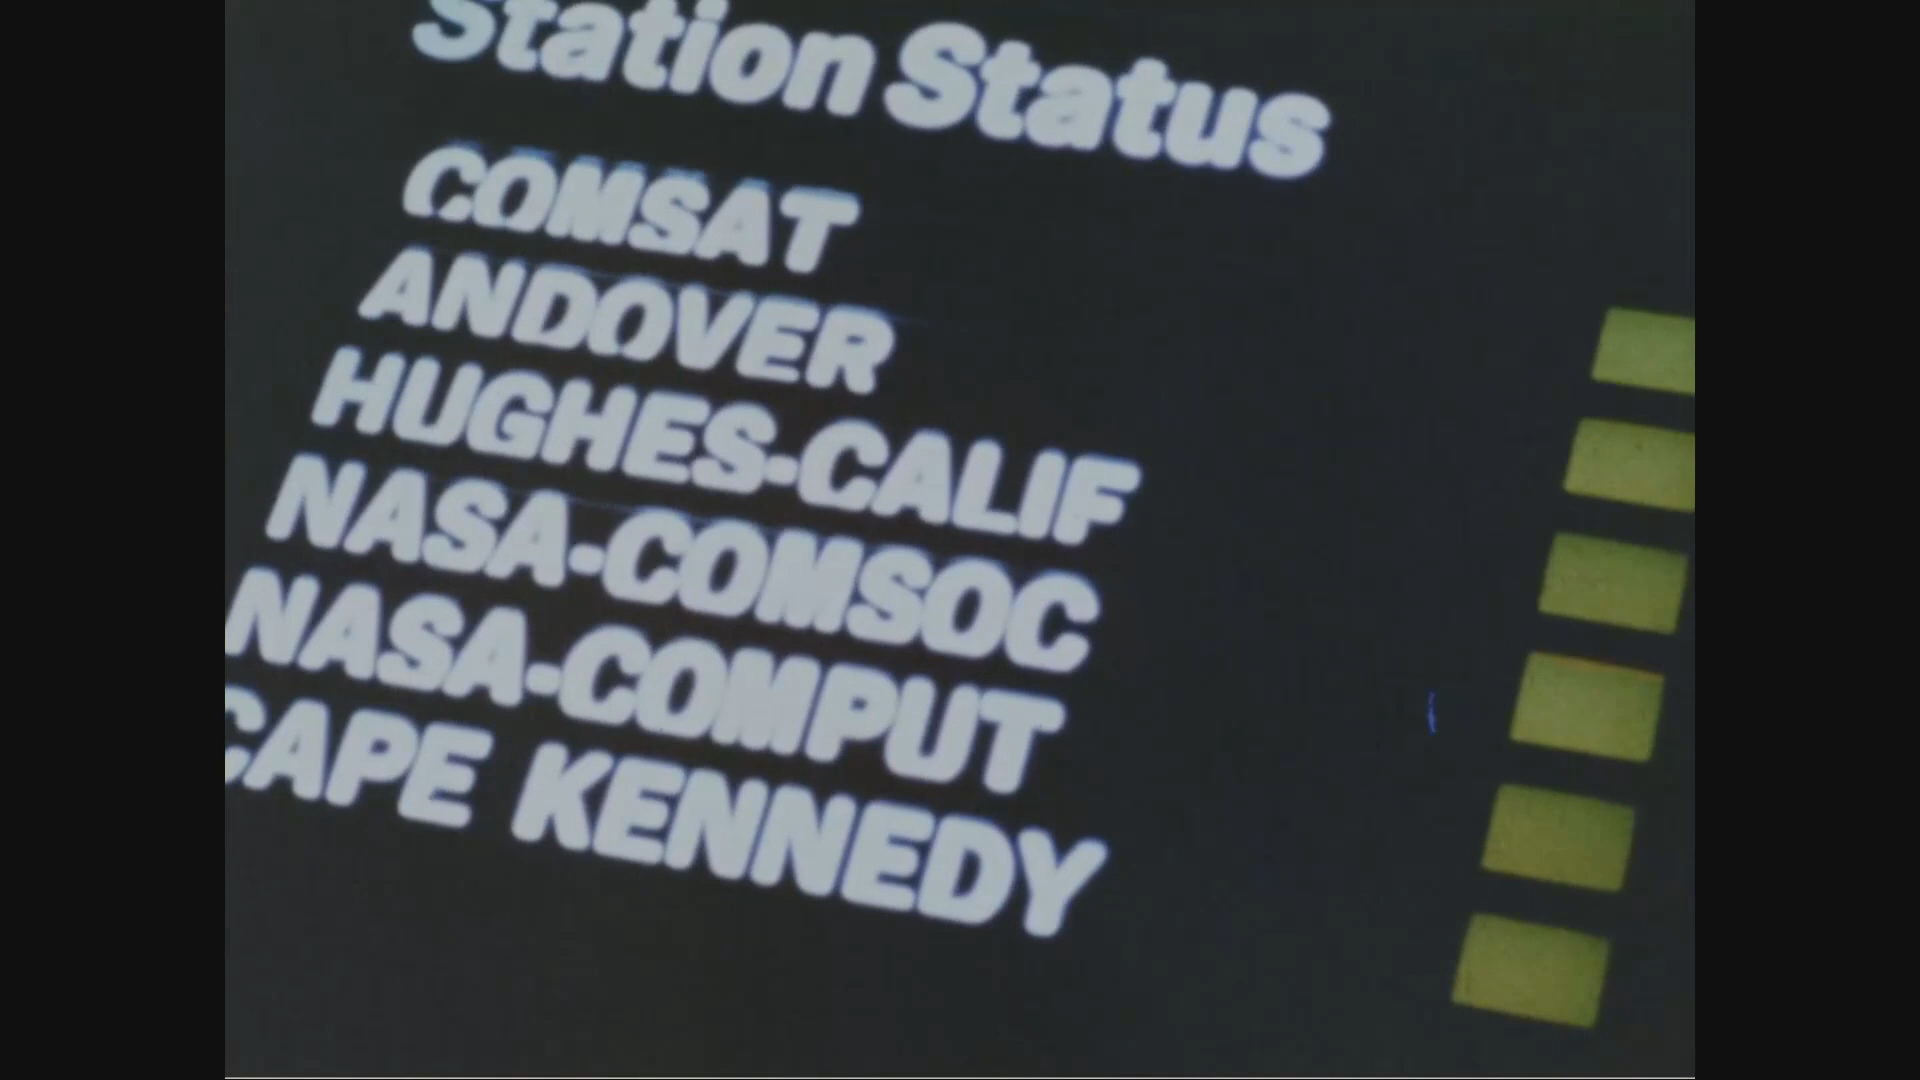 Station Status
COMSAT
ANDOVER
HUGHES-CALIF
NASA-COMSOC
NASA-COMPUT
CAPE KENNEDY